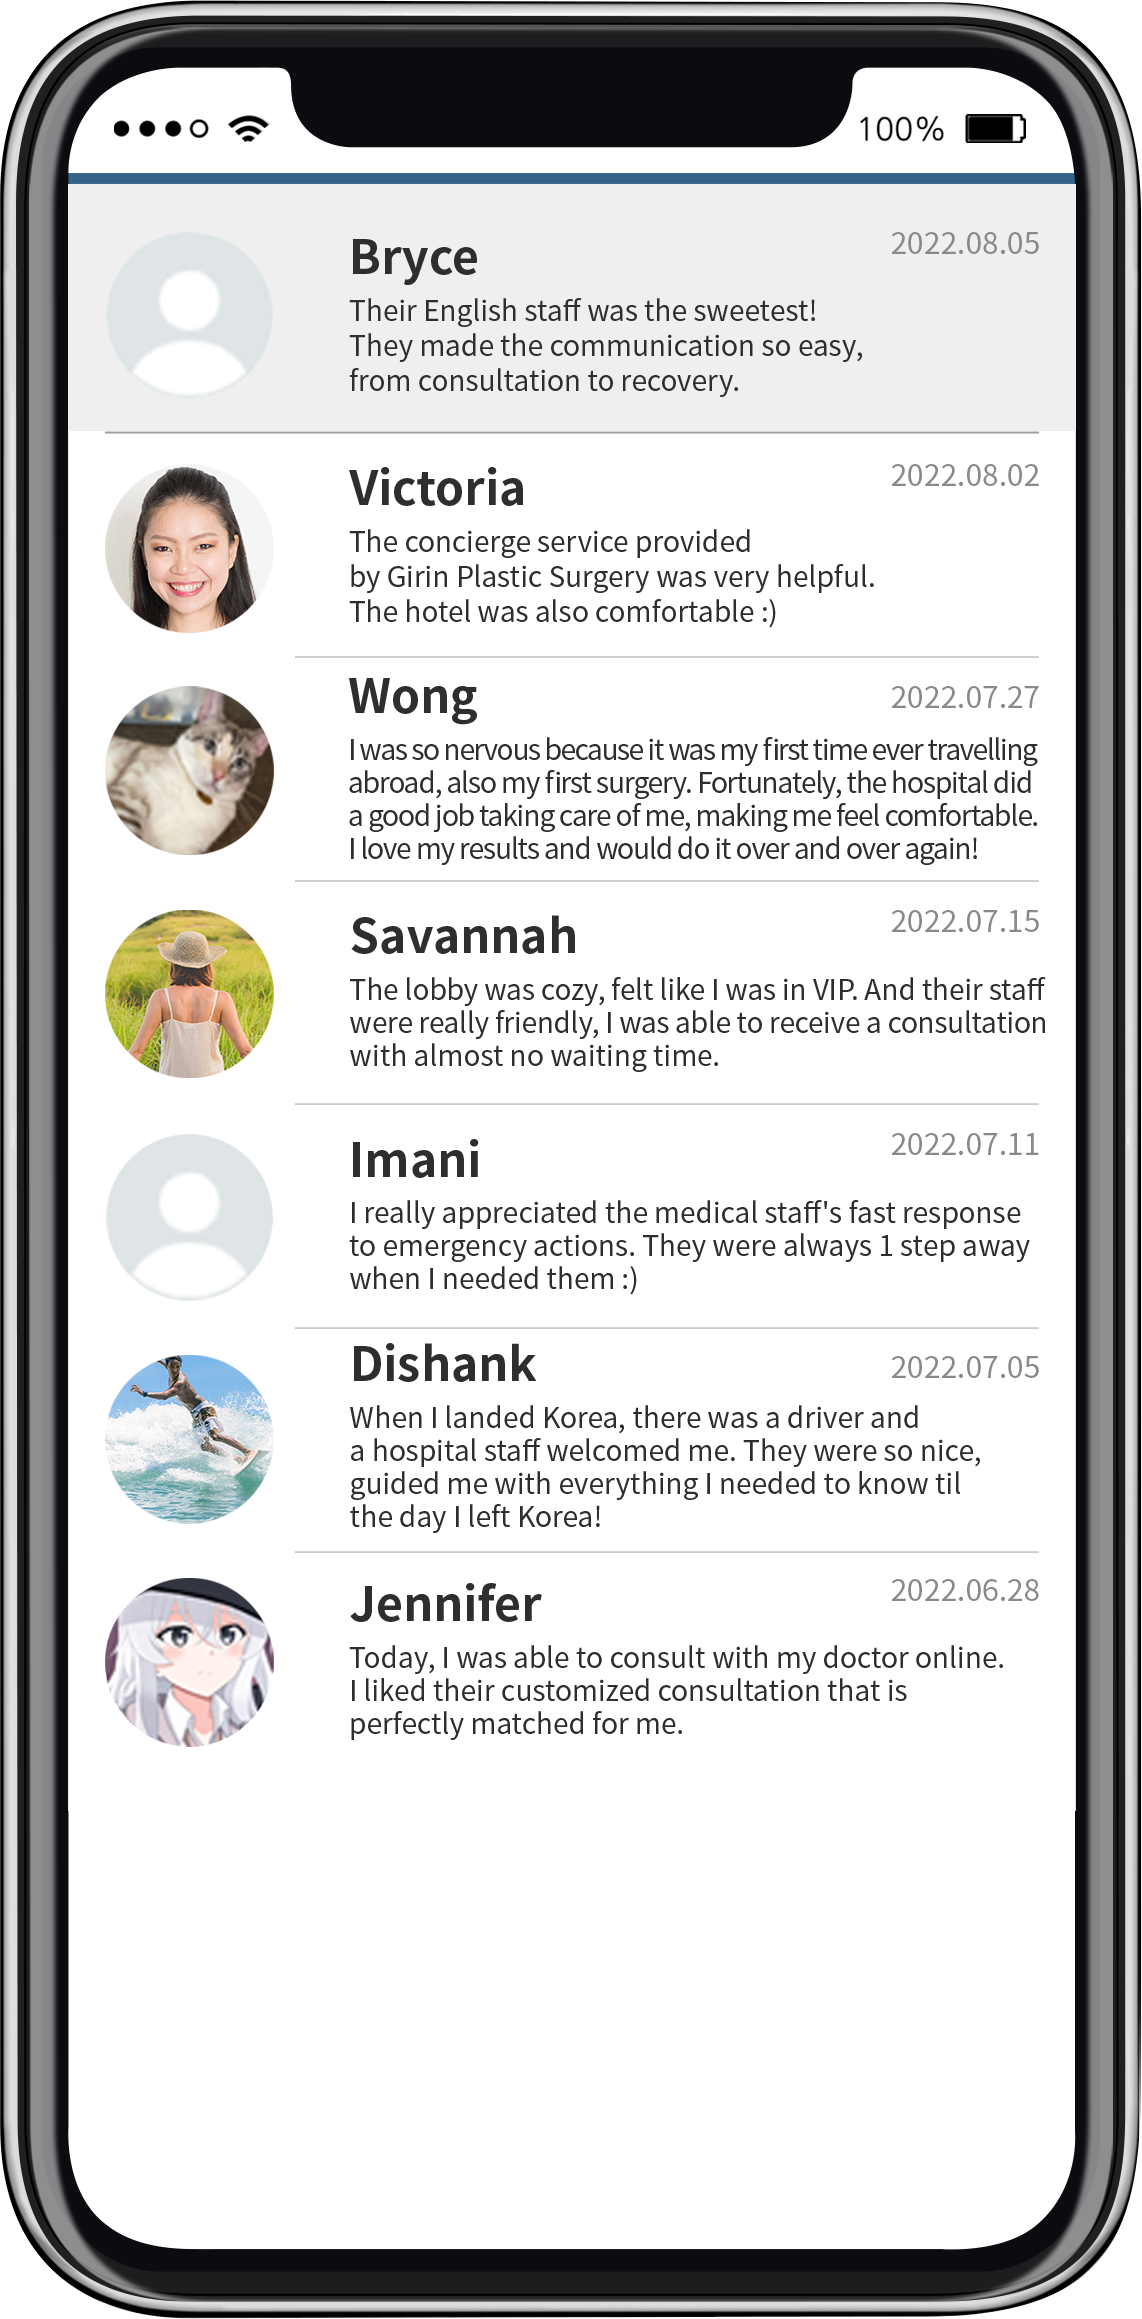 100%
Bryce
2022.08.05
Their English staff was the sweetest!
They made the communication so easy,
from consultation to recovery.
Victoria
2022.08.02
The concierge service provided
by Girin Plastic Surgery was very helpful.
The hotel was also comfortable :)
Wong
2022.07.27
I was so nervous because it was my first time ever travelling
abroad, also my first surgery. Fortunately, the hospital did
a good job taking care of me, making me feel comfortable.
I love my results and would do it over and over again!
Savannah
2022.07.15
The lobby was cozy, felt like I was in VIP. And their staff
were really friendly, I was able to receive a consultation
with almost no waiting time.
Imani
2022.07.11
I really appreciated the medical staff's fast response
to emergency actions. They were always 1 step away
when I needed them :)
Dishank
2022.07.05
When I landed Korea, there was a driver and
a hospital staff welcomed me. They were so nice,
guided me with everything I needed to know til
the day I left Korea!
Jennifer
2022.06.28
Today, I was able to consult with my doctor online.
I liked their customized consultation that is
perfectly matched for me.